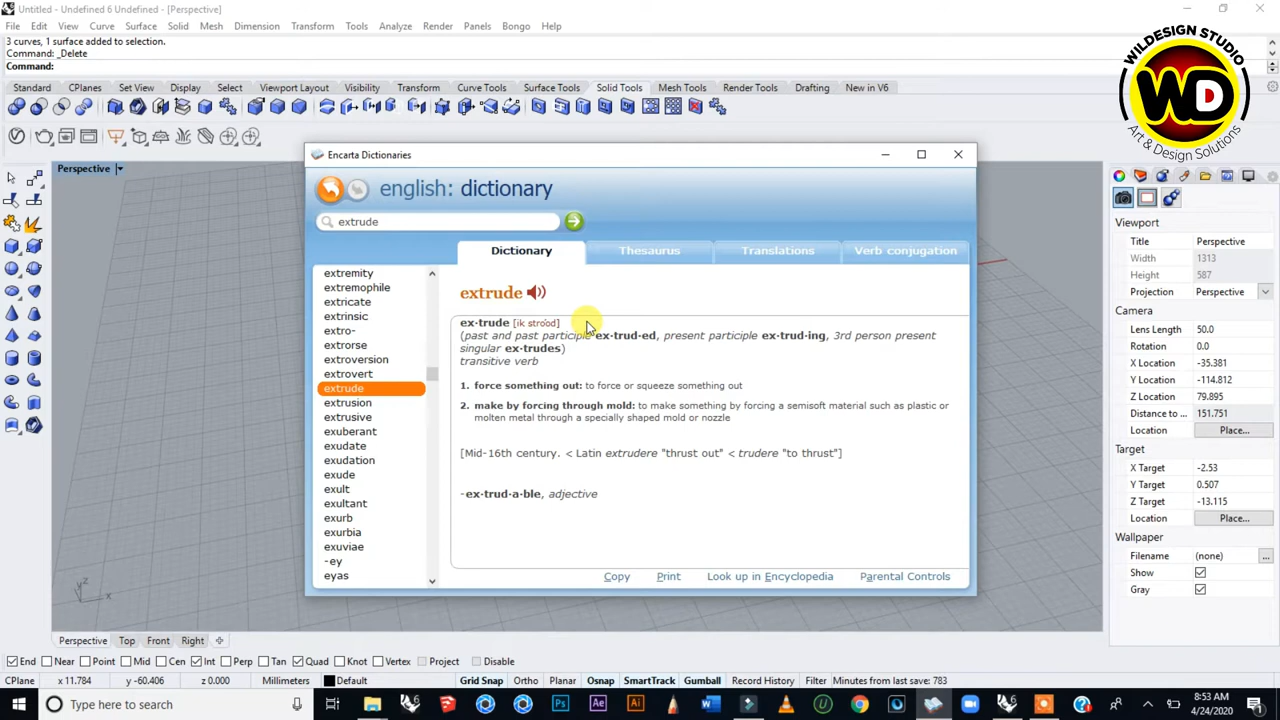 Untitled - Undefined 6 Undefined - [Perspective]
File Edit View Curve Surface Solid Mesh Dimension Transform Tools Analyze Render Panels Bongo Help
3 curves, 1 surface added to selection.
Command: _Delete
Command:
Standard CPlanes Display Select Viewport Layout Visibility Transform Curve Tools Surface Tools Solid Tools Mesh Tools Render Tools Drafting New in V6
WILDESIGN STUDIO
WD
Art & Design Solutions
Perspective
Encarta Dictionaries
english: dictionary
extrude
Dictionary Thesaurus Translations Verb conjugation
extremity
extremophile
extricate
extrinsic
extro-
extrorse
extroversion
extrovert
extrude
extrusion
extrusive
exuberant
exudate
exudation
exude
exult
exultant
exurb
exurbia
exuviae
-ey
eyas
extrude
ex·trude [ik strood]
(past and past participle ex·trud·ed, present participle ex·trud·ing, 3rd person present
singular ex·trudes)
transitive verb
1. force something out: to force or squeeze something out
2. make by forcing through mold: to make something by forcing a semisoft material such as plastic or
molten metal through a specially shaped mold or nozzle
[Mid-16th century. < Latin extrudere "thrust out" < trudere "to thrust"]
-ex·trud·a·ble, adjective
Copy Print Look up in Encyclopedia Parental Controls
Viewport
Title Perspective
Width 1313
Height 587
Projection Perspective
Camera
Lens Length 50.0
Rotation 0.0
X Location -35.381
Y Location -114.812
Z Location 79.895
Distance to ... 151.751
Location Place...
Target
X Target -2.53
Y Target 0.507
Z Target -13.115
Location Place...
Wallpaper
Filename (none) ...
Show
Gray
y z
x
Perspective Top Front Right
End Near Point Mid Cen Int Perp Tan Quad Knot Vertex Project Disable
CPlane x 11.784 y -60.406 z 0.000 Millimeters Default Grid Snap Ortho Planar Osnap SmartTrack Gumball Record History Filter Minutes from last save: 783
Type here to search
Ps Ae Ai
8:53 AM
4/24/2020